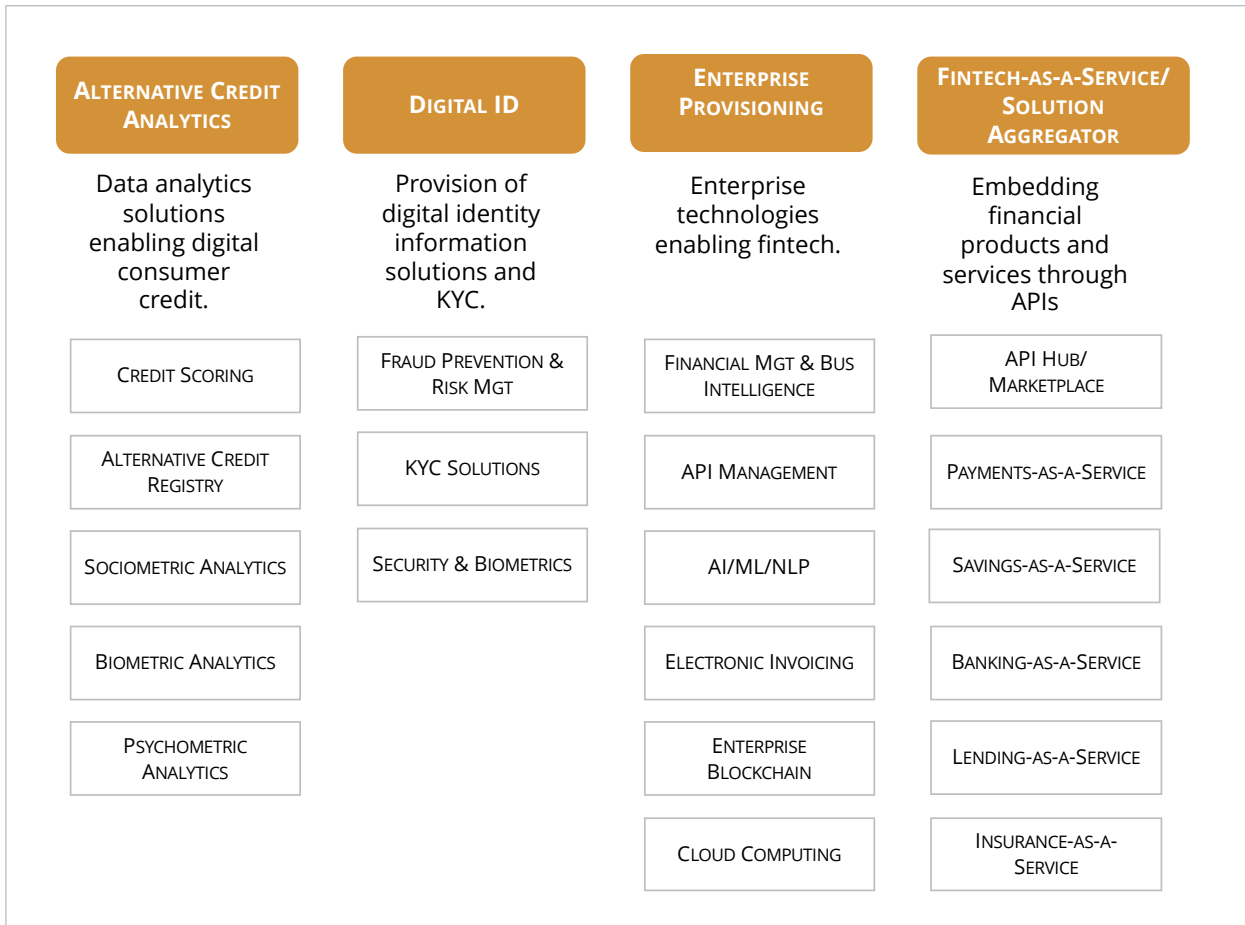 ALTERNATIVE CREDIT
ANALYTICS
Data analytics
solutions
enabling digital
consumer
credit.
CREDIT SCORING
ALTERNATIVE CREDIT
REGISTRY
SOCIOMETRIC ANALYTICS
BIOMETRIC ANALYTICS
PSYCHOMETRIC
ANALYTICS
DIGITAL ID
Provision of
digital identity
information
solutions and
KYC.
FRAUD PREVENTION &
RISK MGT
KYC SOLUTIONS
SECURITY & BIOMETRICS
ENTERPRISE
PROVISIONING
Enterprise
technologies
enabling fintech.
FINANCIAL MGT & BUS
INTELLIGENCE
API MANAGEMENT
AI/ML/NLP
ELECTRONIC INVOICING
ENTERPRISE
BLOCKCHAIN
CLOUD COMPUTING
FINTECH-AS-A-SERVICE/
SOLUTION
AGGREGATOR
Embedding
financial
products and
services through
APIs
API HUB/
MARKETPLACE
PAYMENTS-AS-A-SERVICE
SAVINGS-AS-A-SERVICE
BANKING-AS-A-SERVICE
LENDING-AS-A-SERVICE
INSURANCE-AS-A-
SERVICE